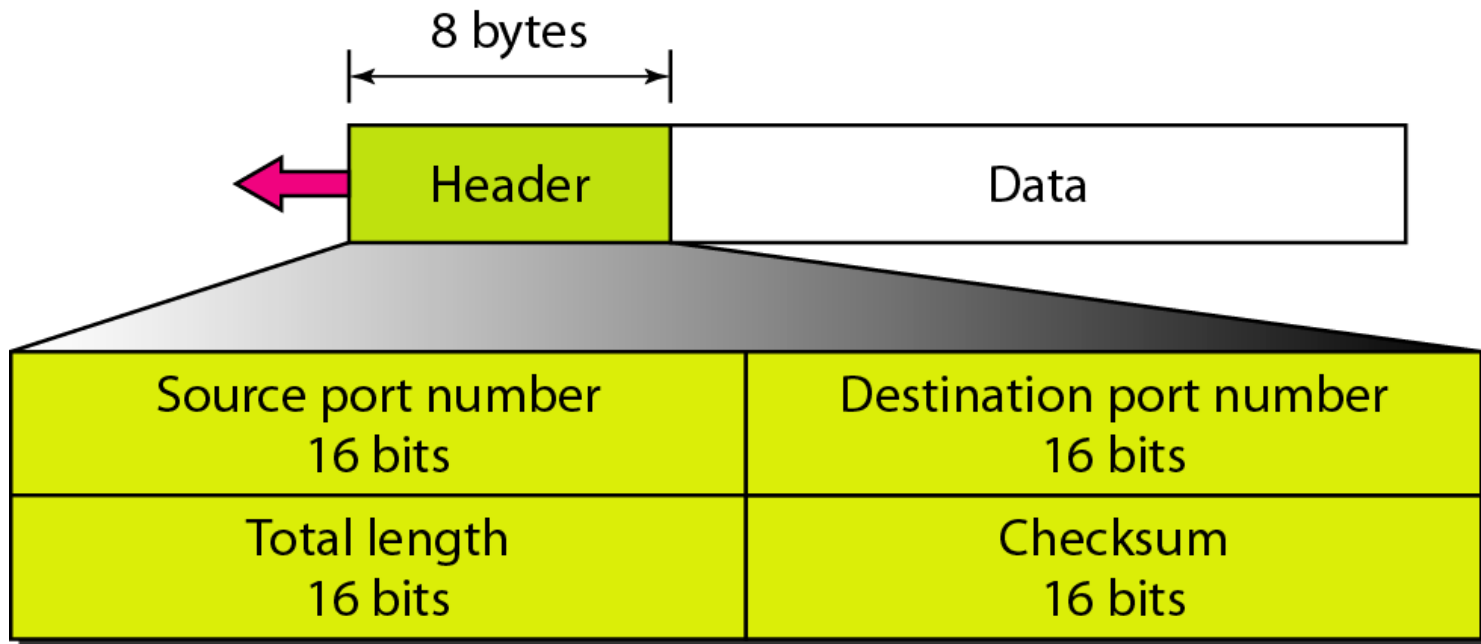 8 bytes
Header
Data
Source port number
16 bits
Destination port number
16 bits
Total length
16 bits
Checksum
16 bits